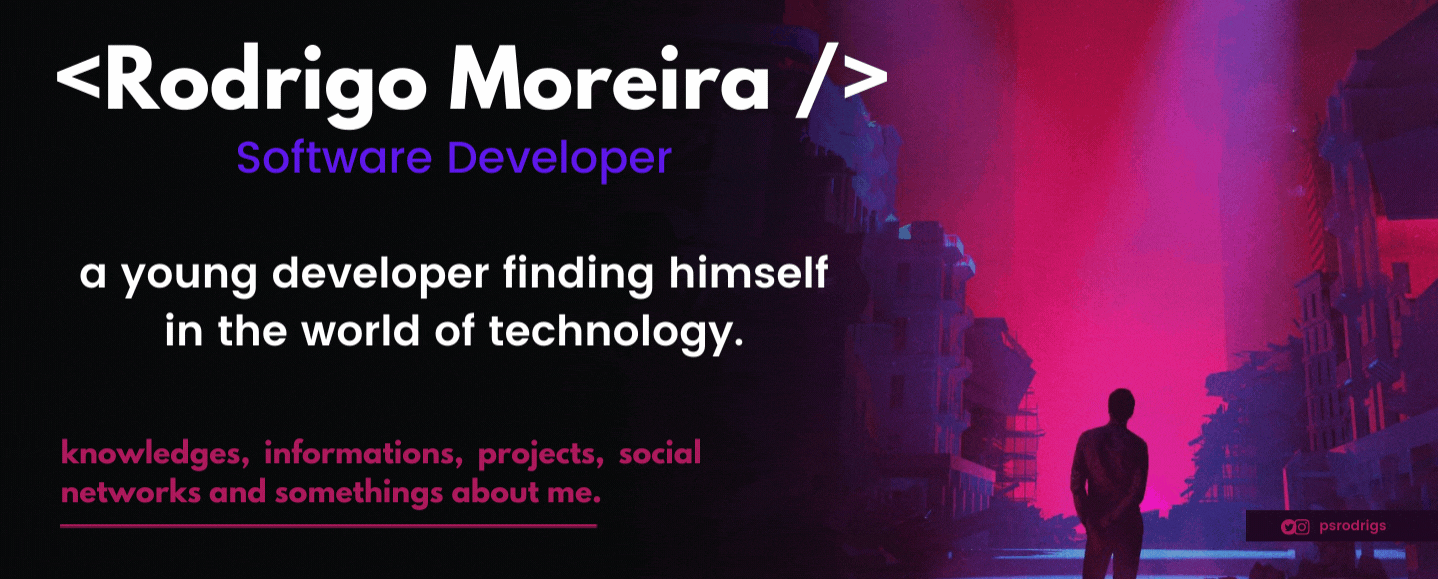 <Rodrigo Moreira />
Software Developer
a young developer finding himself
in the world of technology.
knowledges, informations, projects, social
networks and somethings about me.
psrodrigs